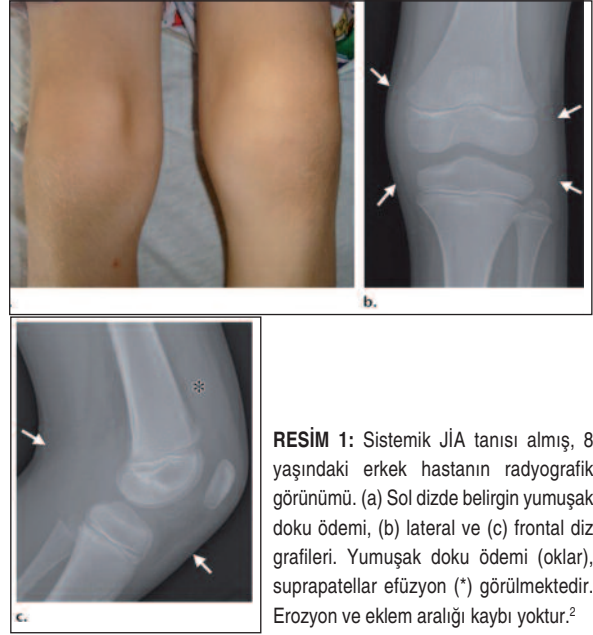 b.
c.
*
RESİM 1: Sistemik JİA tanısı almış, 8
yaşındaki erkek hastanın radyografik
görünümü. (a) Sol dizde belirgin yumuşak
doku ödemi, (b) lateral ve (c) frontal diz
grafileri. Yumuşak doku ödemi (oklar),
suprapatellar efüzyon (*) görülmektedir.
Erozyon ve eklem aralığı kaybı yoktur.²